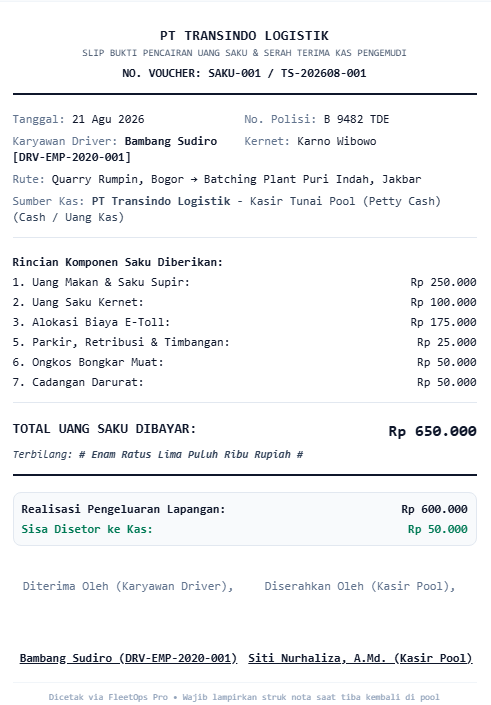 PT TRANSINDO LOGISTIK
SLIP BUKTI PENCAIRAN UANG SAKU & SERAH TERIMA KAS PENGEMUDI
NO. VOUCHER: SAKU-001 / TS-202608-001
Tanggal: 21 Agu 2026 No. Polisi: B 9482 TDE
Karyawan Driver: Bambang Sudiro Kernet: Karno Wibowo
[DRV-EMP-2020-001]
Rute: Quarry Rumpin, Bogor → Batching Plant Puri Indah, Jakbar
Sumber Kas: PT Transindo Logistik - Kasir Tunai Pool (Petty Cash)
(Cash / Uang Kas)
Rincian Komponen Saku Diberikan:
1. Uang Makan & Saku Supir: Rp 250.000
2. Uang Saku Kernet: Rp 100.000
3. Alokasi Biaya E-Toll: Rp 175.000
5. Parkir, Retribusi & Timbangan: Rp 25.000
6. Ongkos Bongkar Muat: Rp 50.000
7. Cadangan Darurat: Rp 50.000
TOTAL UANG SAKU DIBAYAR: Rp 650.000
Terbilang: # Enam Ratus Lima Puluh Ribu Rupiah #
Realisasi Pengeluaran Lapangan: Rp 600.000
Sisa Disetor ke Kas: Rp 50.000
Diterima Oleh (Karyawan Driver), Diserahkan Oleh (Kasir Pool),
Bambang Sudiro (DRV-EMP-2020-001) Siti Nurhaliza, A.Md. (Kasir Pool)
Dicetak via FleetOps Pro • Wajib lampirkan struk nota saat tiba kembali di pool